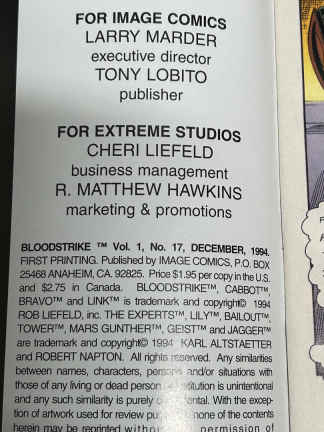 FOR IMAGE COMICS
LARRY MARDER
executive director
TONY LOBITO
publisher
FOR EXTREME STUDIOS
CHERI LIEFELD
business management
R. MATTHEW HAWKINS
marketing & promotions
BLOODSTRIKE ™ Vol. 1, No. 17, DECEMBER, 1994.
FIRST PRINTING. Published by IMAGE COMICS, P.O. BOX
25468 ANAHEIM, CA. 92825. Price $1.95 per copy in the U.S.
and $2.75 in Canada. BLOODSTRIKE™, CABBOT™,
BRAVO™ and LINK™ is trademark and copyright© 1994
ROB LIEFELD, inc. THE EXPERTS™, LILY™, BAILOUT™,
TOWER™, MARS GUNTHER™, GEIST™ and JAGGER™
are trademark and copyright© 1994 KARL ALTSTAETTER
and ROBERT NAPTON. All rights reserved. Any similarities
between names, characters, persons and/or situations with
those of any living or dead person is unintentional
and any such similarity is purely With the excep-
tion of artwork used for review none of the contents
herein may be reprinted without permission of